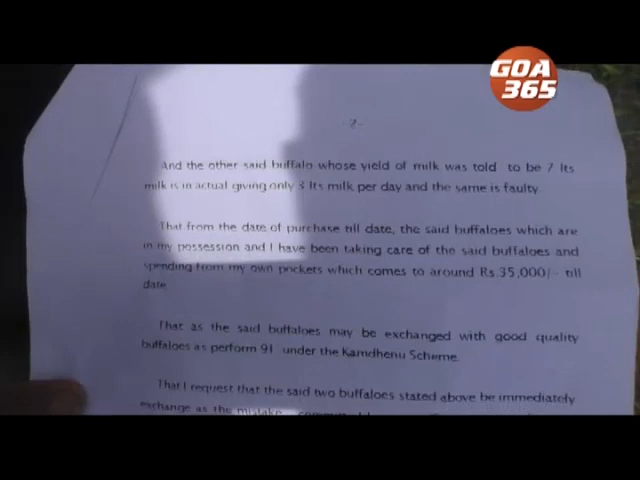 GOA
365
-2-
And the other said buffalo whose yield of milk was told to be 7 lts
milk is in actual giving only 3 lts milk per day and the same is faulty.
That from the date of purchase till date, the said buffaloes which are
in my possession and I have been taking care of the said buffaloes and
spending from my own pockets which comes to around Rs.35,000/- till
date.
That as the said buffaloes may be exchanged with good quality
buffaloes as perform 91 under the Kamdhenu Scheme.
That I request that the said two buffaloes stated above be immediately
exchange as the mistake